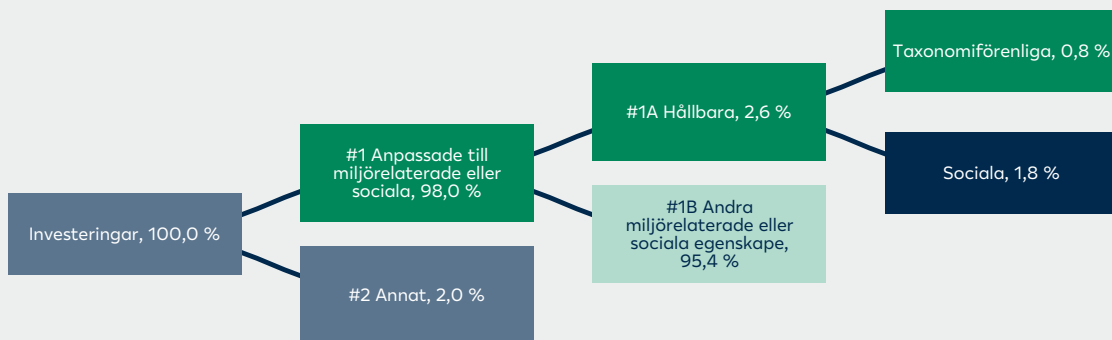 Investeringar, 100,0 %
#1 Anpassade till
miljörelaterade eller
sociala, 98,0 %
#2 Annat, 2,0 %
#1A Hållbara, 2,6 %
#1B Andra
miljörelaterade eller
sociala egenskape,
95,4 %
Taxonomiförenliga, 0,8 %
Sociala, 1,8 %